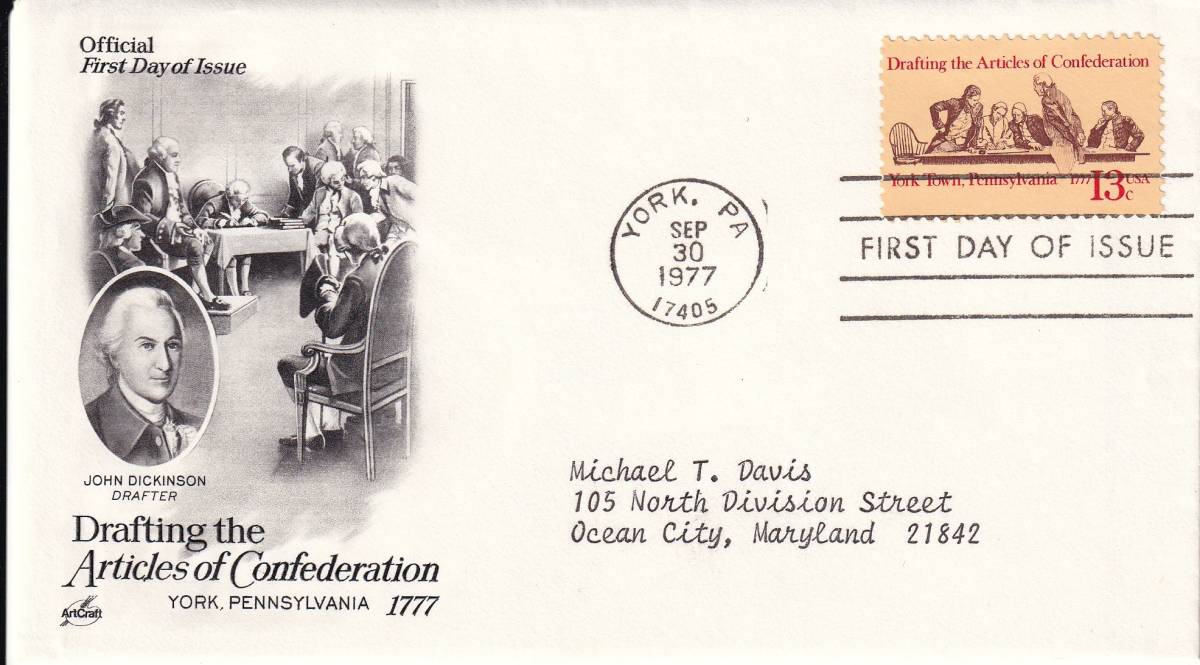 Official
First Day of Issue
JOHN DICKINSON
DRAFTER
Drafting the
Articles of Confederation
YORK, PENNSYLVANIA 1777
ArtCraft
YORK, PA
SEP
30
1977
17405
Drafting the Articles of Confederation
York Town, Pennsylvania 1777 13c USA
FIRST DAY OF ISSUE
Michael T. Davis
105 North Division Street
Ocean City, Maryland 21842